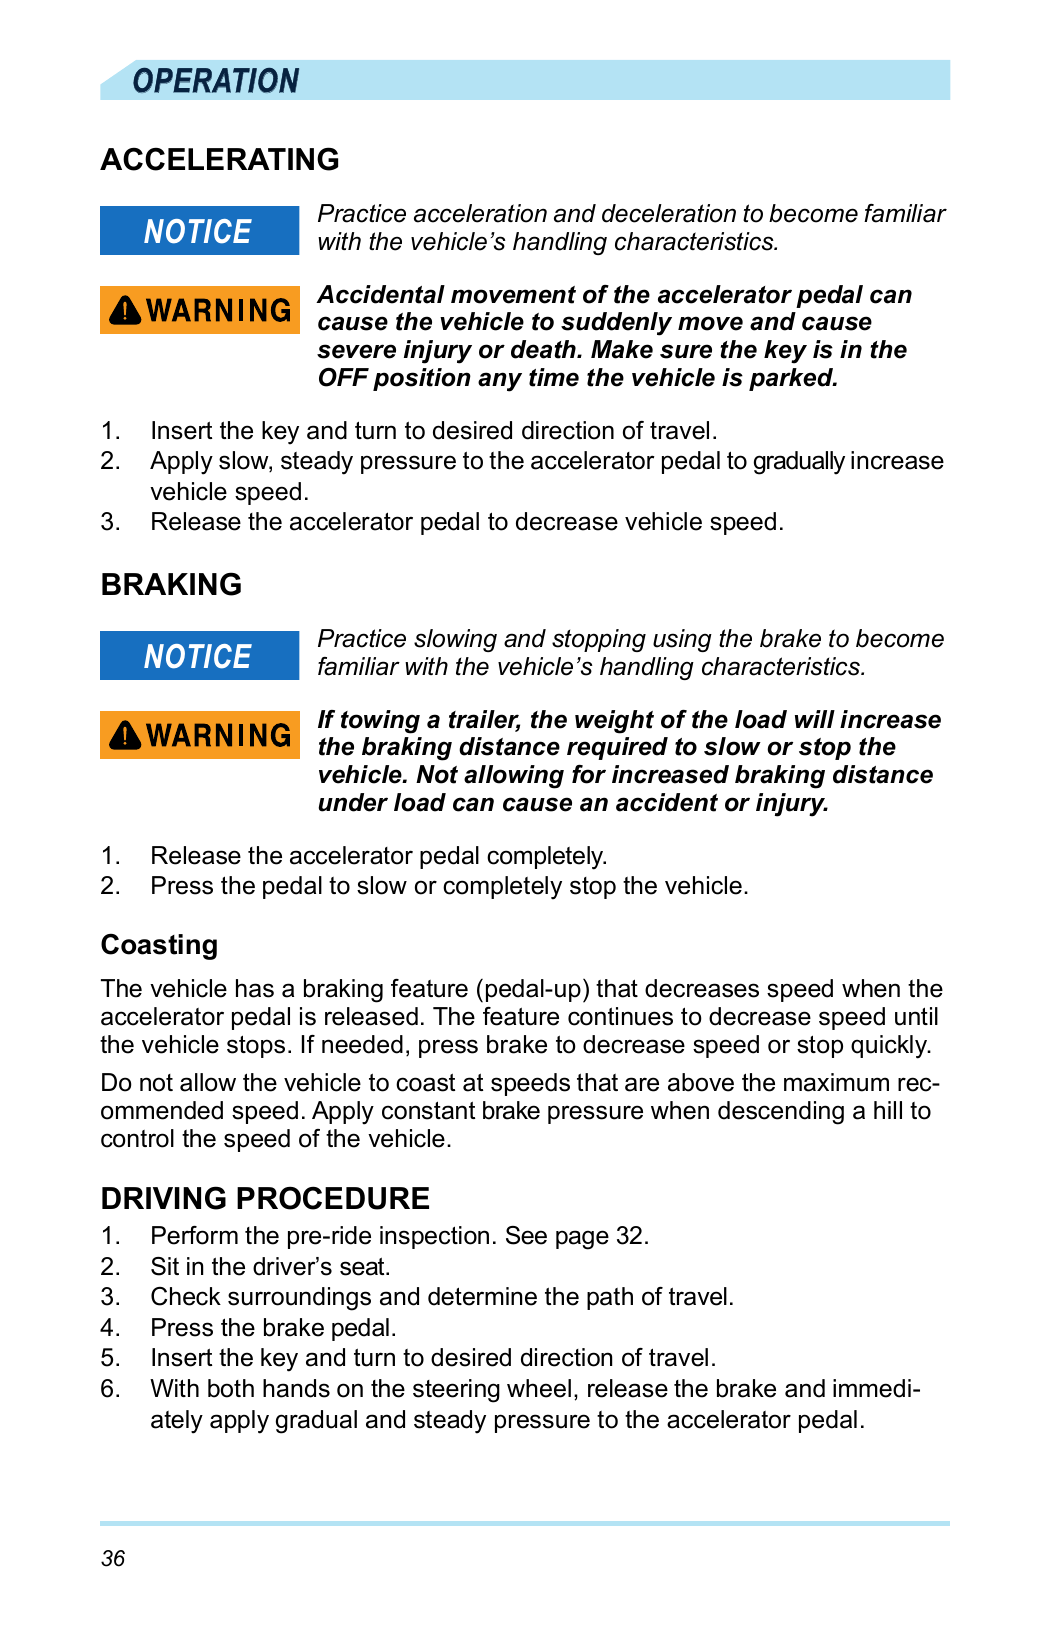 OPERATION
ACCELERATING
NOTICE
Practice acceleration and deceleration to become familiar
with the vehicle’s handling characteristics.
WARNING
Accidental movement of the accelerator pedal can
cause the vehicle to suddenly move and cause
severe injury or death. Make sure the key is in the
OFF position any time the vehicle is parked.
1. Insert the key and turn to desired direction of travel.
2. Apply slow, steady pressure to the accelerator pedal to gradually increase
vehicle speed.
3. Release the accelerator pedal to decrease vehicle speed.
BRAKING
NOTICE
Practice slowing and stopping using the brake to become
familiar with the vehicle’s handling characteristics.
WARNING
If towing a trailer, the weight of the load will increase
the braking distance required to slow or stop the
vehicle. Not allowing for increased braking distance
under load can cause an accident or injury.
1. Release the accelerator pedal completely.
2. Press the pedal to slow or completely stop the vehicle.
Coasting
The vehicle has a braking feature (pedal-up) that decreases speed when the
accelerator pedal is released. The feature continues to decrease speed until
the vehicle stops. If needed, press brake to decrease speed or stop quickly.
Do not allow the vehicle to coast at speeds that are above the maximum rec-
ommended speed. Apply constant brake pressure when descending a hill to
control the speed of the vehicle.
DRIVING PROCEDURE
1. Perform the pre-ride inspection. See page 32.
2. Sit in the driver’s seat.
3. Check surroundings and determine the path of travel.
4. Press the brake pedal.
5. Insert the key and turn to desired direction of travel.
6. With both hands on the steering wheel, release the brake and immedi-
ately apply gradual and steady pressure to the accelerator pedal.
36